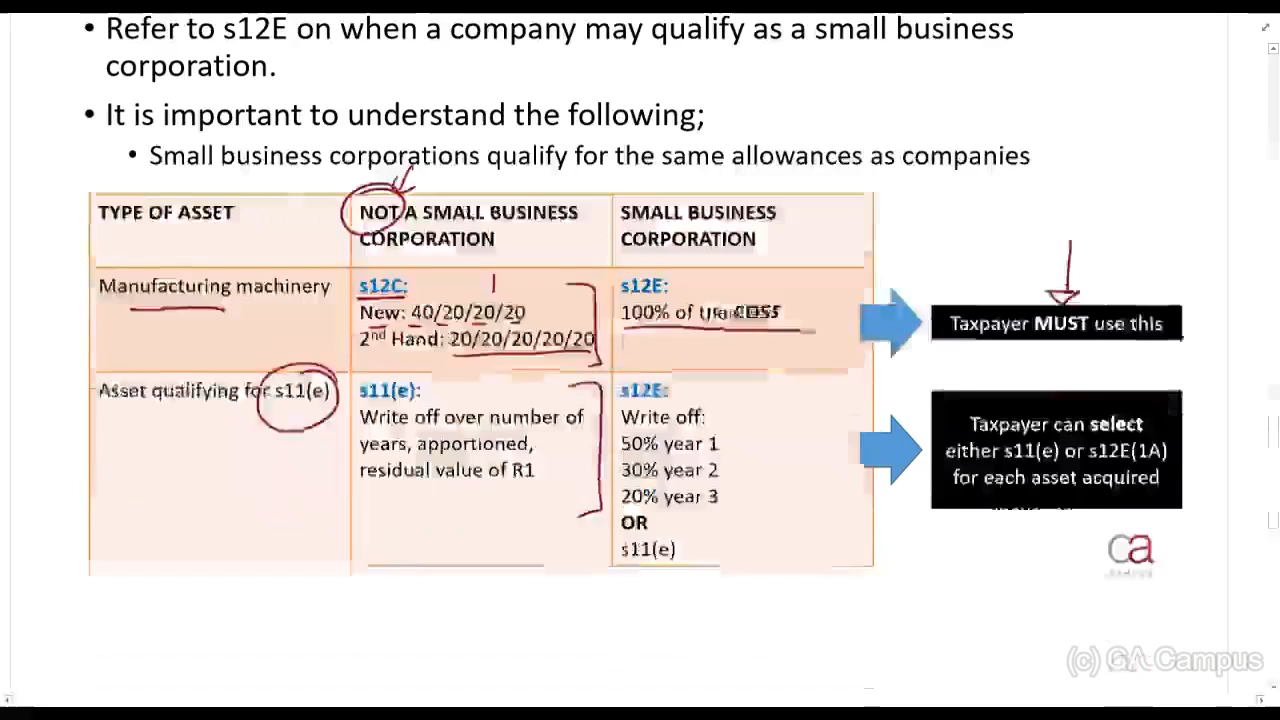 • Refer to s12E on when a company may qualify as a small business
corporation.
• It is important to understand the following;
• Small business corporations qualify for the same allowances as companies
TYPE OF ASSET
NOT A SMALL BUSINESS
CORPORATION
SMALL BUSINESS
CORPORATION
Manufacturing machinery
s12C:
New: 40/20/20/20
2nd Hand: 20/20/20/20/20
s12E:
100% of the
Taxpayer MUST use this
Asset qualifying for s11(e)
s11(e):
Write off over number of
years, apportioned,
residual value of R1
s12E:
Write off:
50% year 1
30% year 2
20% year 3
OR
s11(e)
Taxpayer can select
either s11(e) or s12E(1A)
for each asset acquired
ca
(c) CA Campus